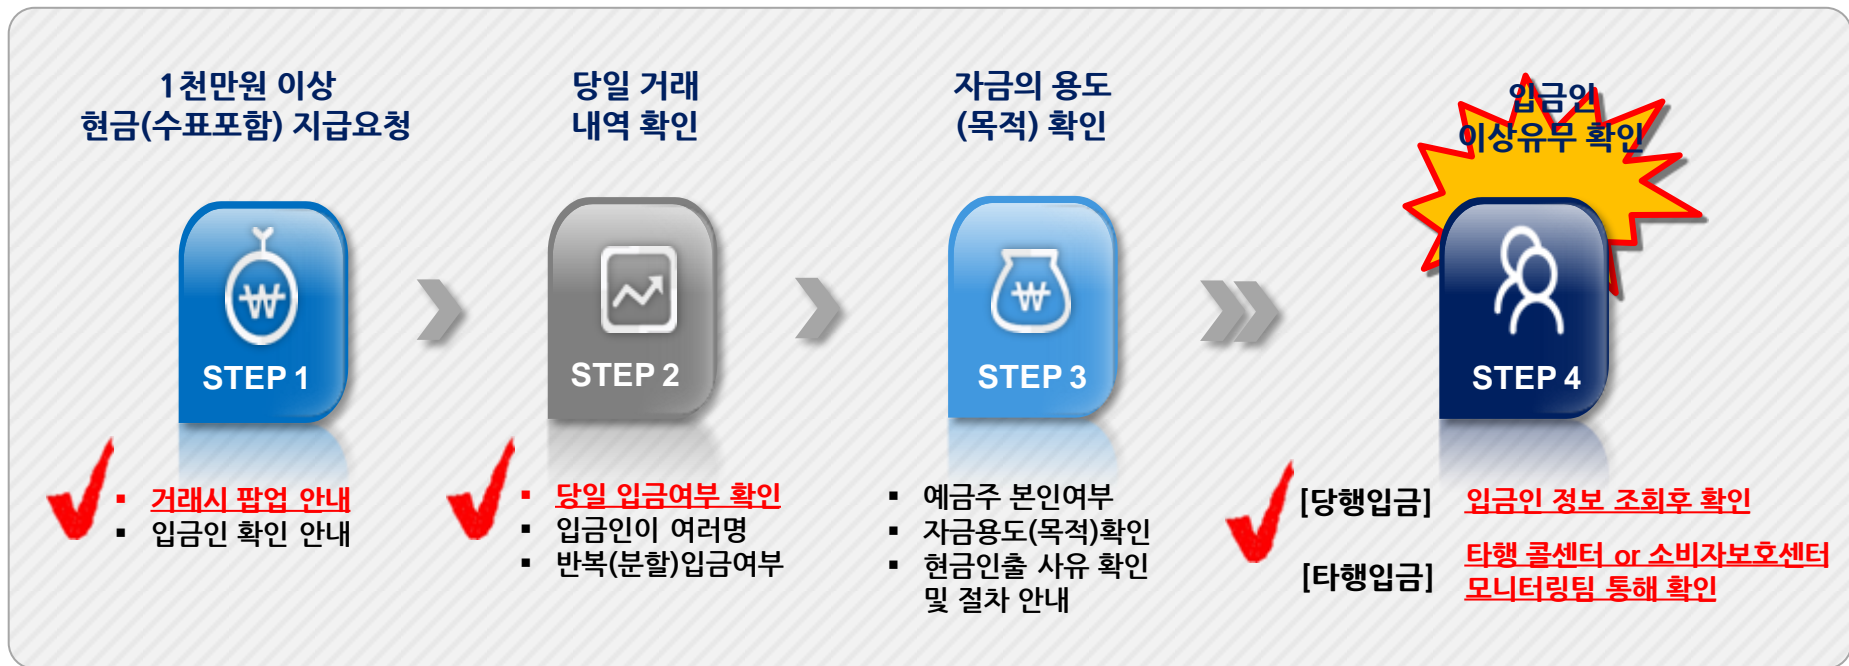 1천만원 이상
현금(수표포함) 지급요청
당일 거래
내역 확인
자금의 용도
(목적) 확인
입금인
이상유무 확인
₩
STEP 1
STEP 2
₩
STEP 3
STEP 4
▪ 거래시 팝업 안내
▪ 입금인 확인 안내
▪ 당일 입금여부 확인
▪ 입금인이 여러명
▪ 반복(분할)입금여부
▪ 예금주 본인여부
▪ 자금용도(목적)확인
▪ 현금인출 사유 확인
및 절차 안내
[당행입금] 입금인 정보 조회후 확인
[타행입금] 타행 콜센터 or 소비자보호센터
모니터링팀 통해 확인